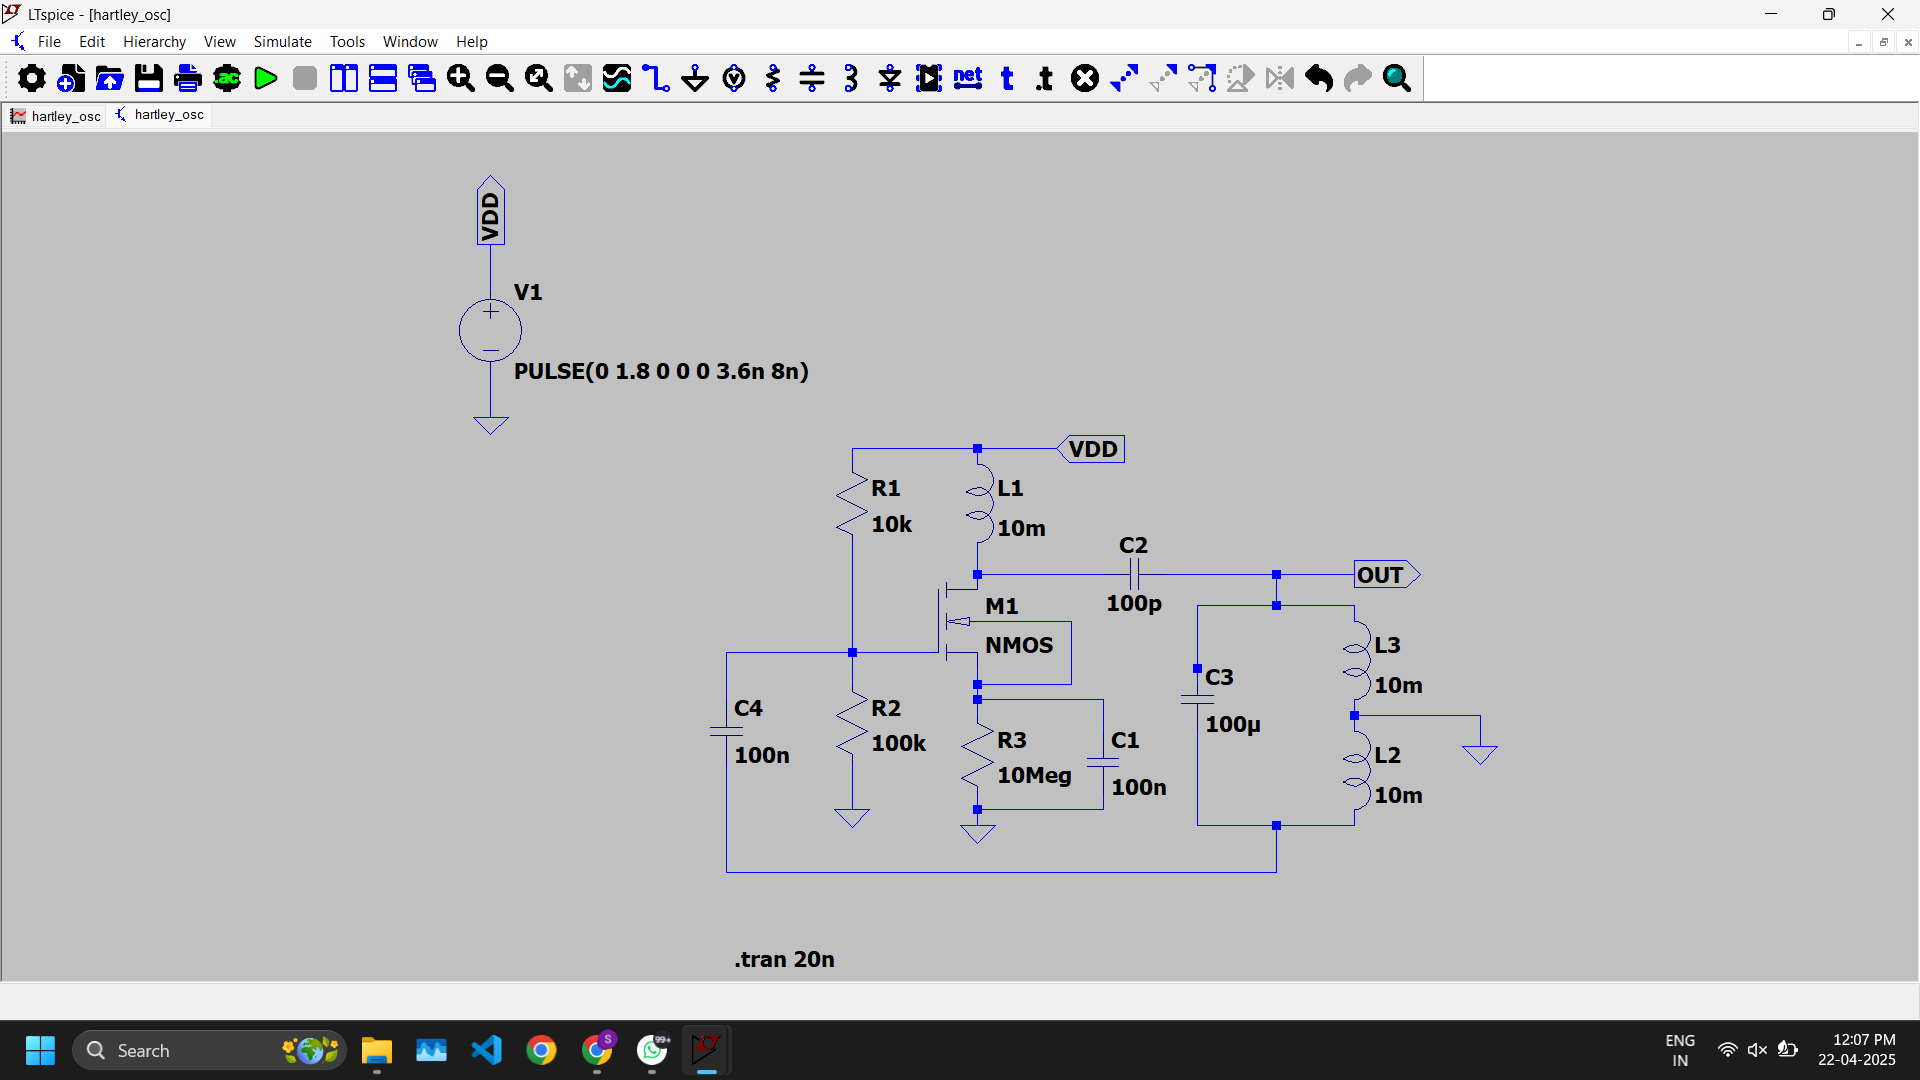 LTspice - [hartley_osc]
File Edit Hierarchy View Simulate Tools Window Help
.ac
net
t
.t
hartley_osc
hartley_osc
VDD
V1
PULSE(0 1.8 0 0 0 3.6n 8n)
VDD
R1
10k
L1
10m
C2
100p
OUT
M1
NMOS
L3
10m
C3
100µ
C4
100n
R2
100k
R3
10Meg
C1
100n
L2
10m
.tran 20n
Search
S
99+
ENG
IN
12:07 PM
22-04-2025